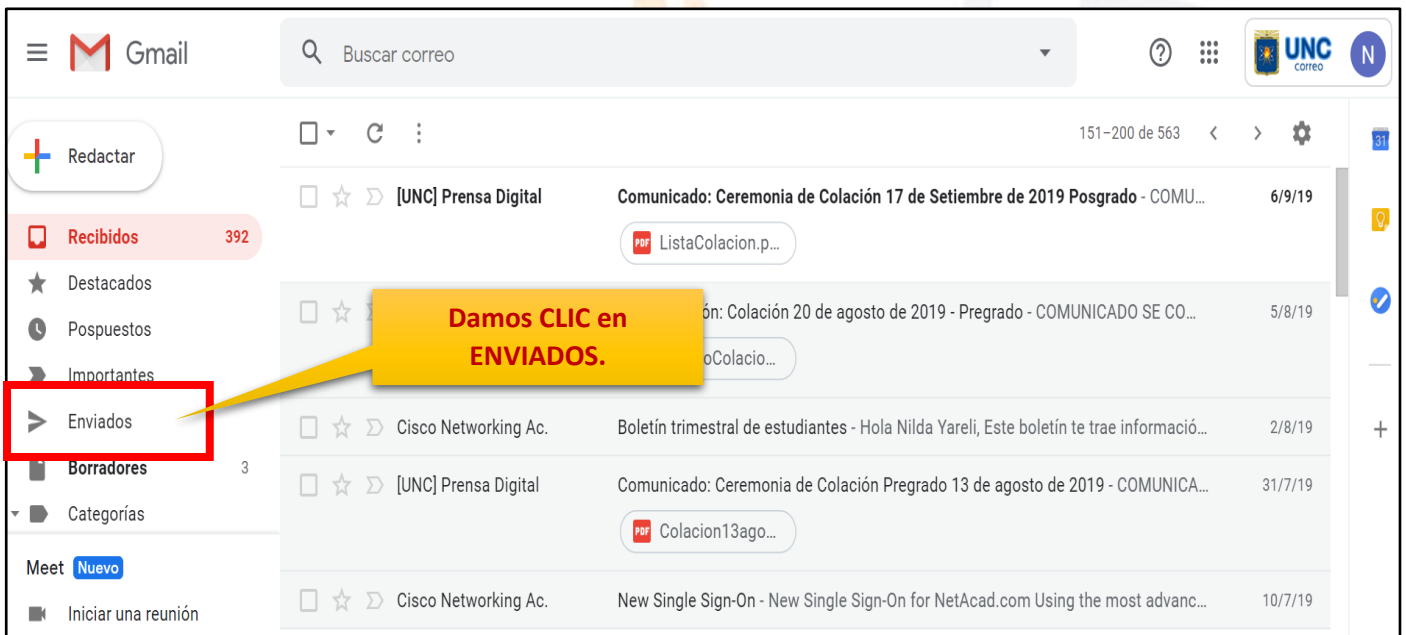 Gmail
Buscar correo
UNC
correo
N
Redactar
151–200 de 563
31
[UNC] Prensa Digital Comunicado: Ceremonia de Colación 17 de Setiembre de 2019 Posgrado - COMU... 6/9/19
PDF ListaColacion.p...
Recibidos 392
Destacados
Pospuestos
Importantes
Enviados
Borradores 3
Categorías
Meet Nuevo
Iniciar una reunión
Damos CLIC en
ENVIADOS.
ón: Colación 20 de agosto de 2019 - Pregrado - COMUNICADO SE CO... 5/8/19
oColacio...
Cisco Networking Ac. Boletín trimestral de estudiantes - Hola Nilda Yareli, Este boletín te trae informació... 2/8/19
[UNC] Prensa Digital Comunicado: Ceremonia de Colación Pregrado 13 de agosto de 2019 - COMUNICA... 31/7/19
PDF Colacion13ago...
Cisco Networking Ac. New Single Sign-On - New Single Sign-On for NetAcad.com Using the most advanc... 10/7/19